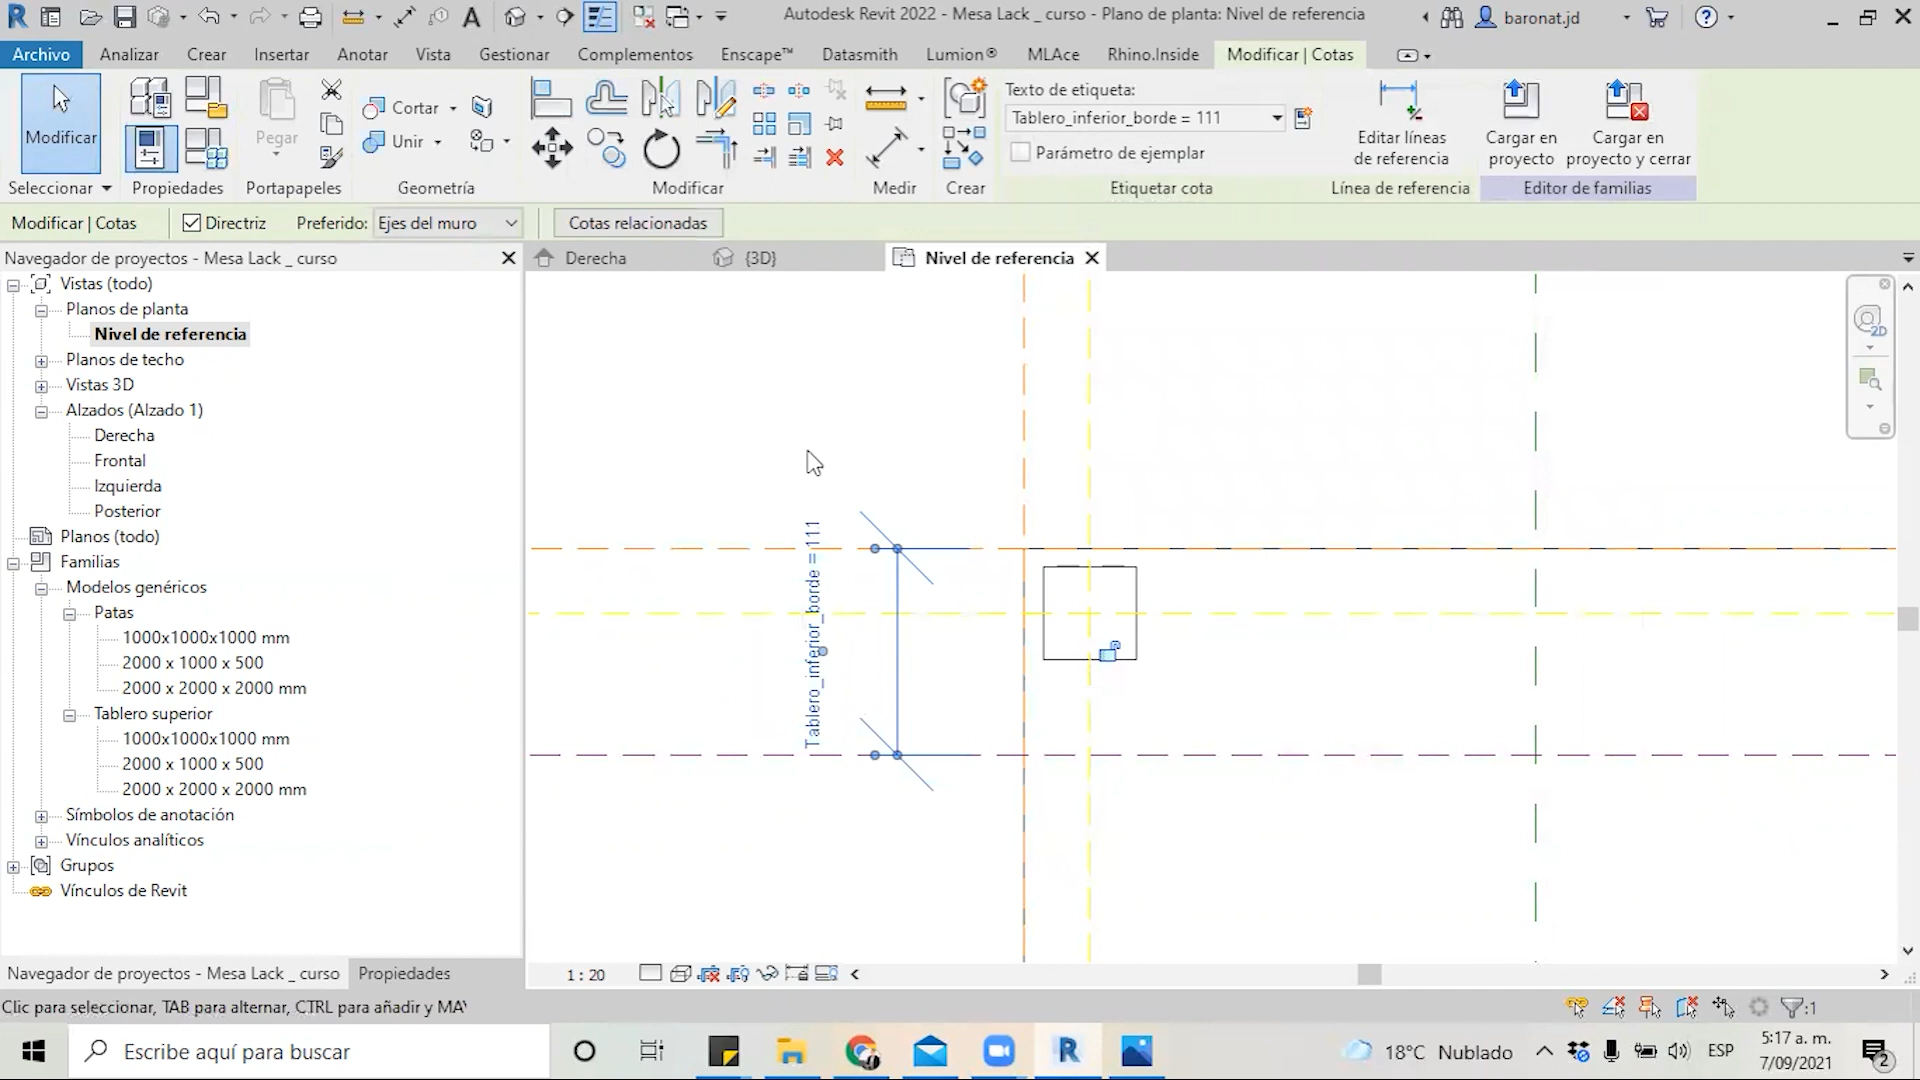 Autodesk Revit 2022 - Mesa Lack _ curso - Plano de planta: Nivel de referencia
baronat.jd
Archivo Analizar Crear Insertar Anotar Vista Gestionar Complementos Enscape™ Datasmith Lumion® MLAce Rhino.Inside Modificar | Cotas
Modificar
Pegar
Cortar
Unir
Texto de etiqueta:
Tablero_inferior_borde = 111
Parámetro de ejemplar
Editar líneas
de referencia
Cargar en
proyecto
Cargar en
proyecto y cerrar
Seleccionar Propiedades Portapapeles Geometría Modificar Medir Crear Etiquetar cota Línea de referencia Editor de familias
Modificar | Cotas Directriz Preferido: Ejes del muro Cotas relacionadas
Navegador de proyectos - Mesa Lack _ curso
Derecha {3D} Nivel de referencia
Vistas (todo)
Planos de planta
Nivel de referencia
Planos de techo
Vistas 3D
Alzados (Alzado 1)
Derecha
Frontal
Izquierda
Posterior
Planos (todo)
Familias
Modelos genéricos
Patas
1000x1000x1000 mm
2000 x 1000 x 500
2000 x 2000 x 2000 mm
Tablero superior
1000x1000x1000 mm
2000 x 1000 x 500
2000 x 2000 x 2000 mm
Símbolos de anotación
Vínculos analíticos
Grupos
Vínculos de Revit
2D
Tablero_inferior_borde = 111
Navegador de proyectos - Mesa Lack _ curso Propiedades
1 : 20
Clic para seleccionar, TAB para alternar, CTRL para añadir y MAY
:1
Escribe aquí para buscar
18°C Nublado
ESP
5:17 a. m.
7/09/2021
2